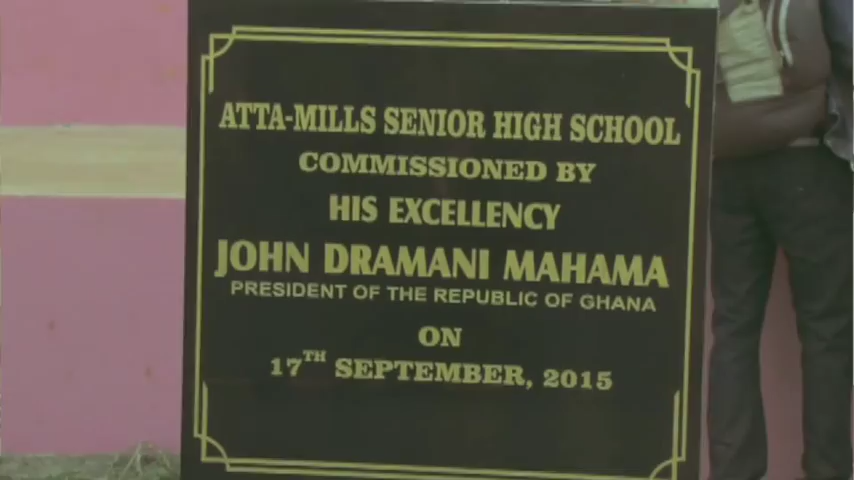 ATTA-MILLS SENIOR HIGH SCHOOL
COMMISSIONED BY
HIS EXCELLENCY
JOHN DRAMANI MAHAMA
PRESIDENT OF THE REPUBLIC OF GHANA
ON
17TH SEPTEMBER, 2015